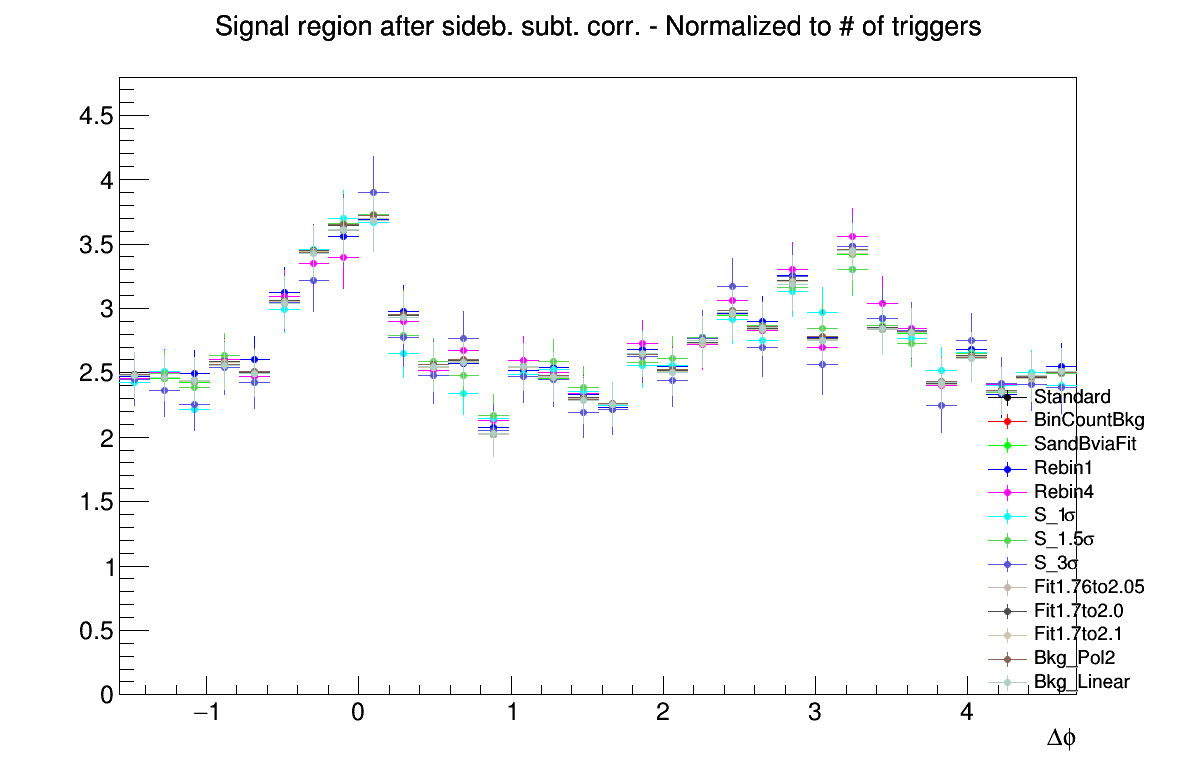 Signal region after sideb. subt. corr. - Normalized to # of triggers
4.5
4
3.5
3
2.5
2
1.5
1
0.5
0
−1
0
1
2
3
4
Δϕ
Standard
BinCountBkg
SandBviaFit
Rebin1
Rebin4
S_1σ
S_1.5σ
S_3σ
Fit1.76to2.05
Fit1.7to2.0
Fit1.7to2.1
Bkg_Pol2
Bkg_Linear